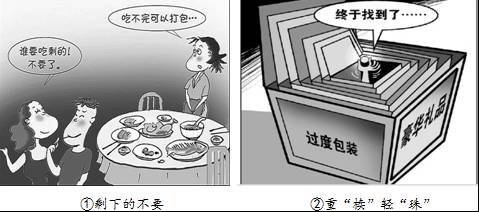 吃不完可以打包…
谁要吃剩的!
不要了。
①剩下的不要
终于找到了……
过度包装
豪华礼品
②重“椟”轻“珠”